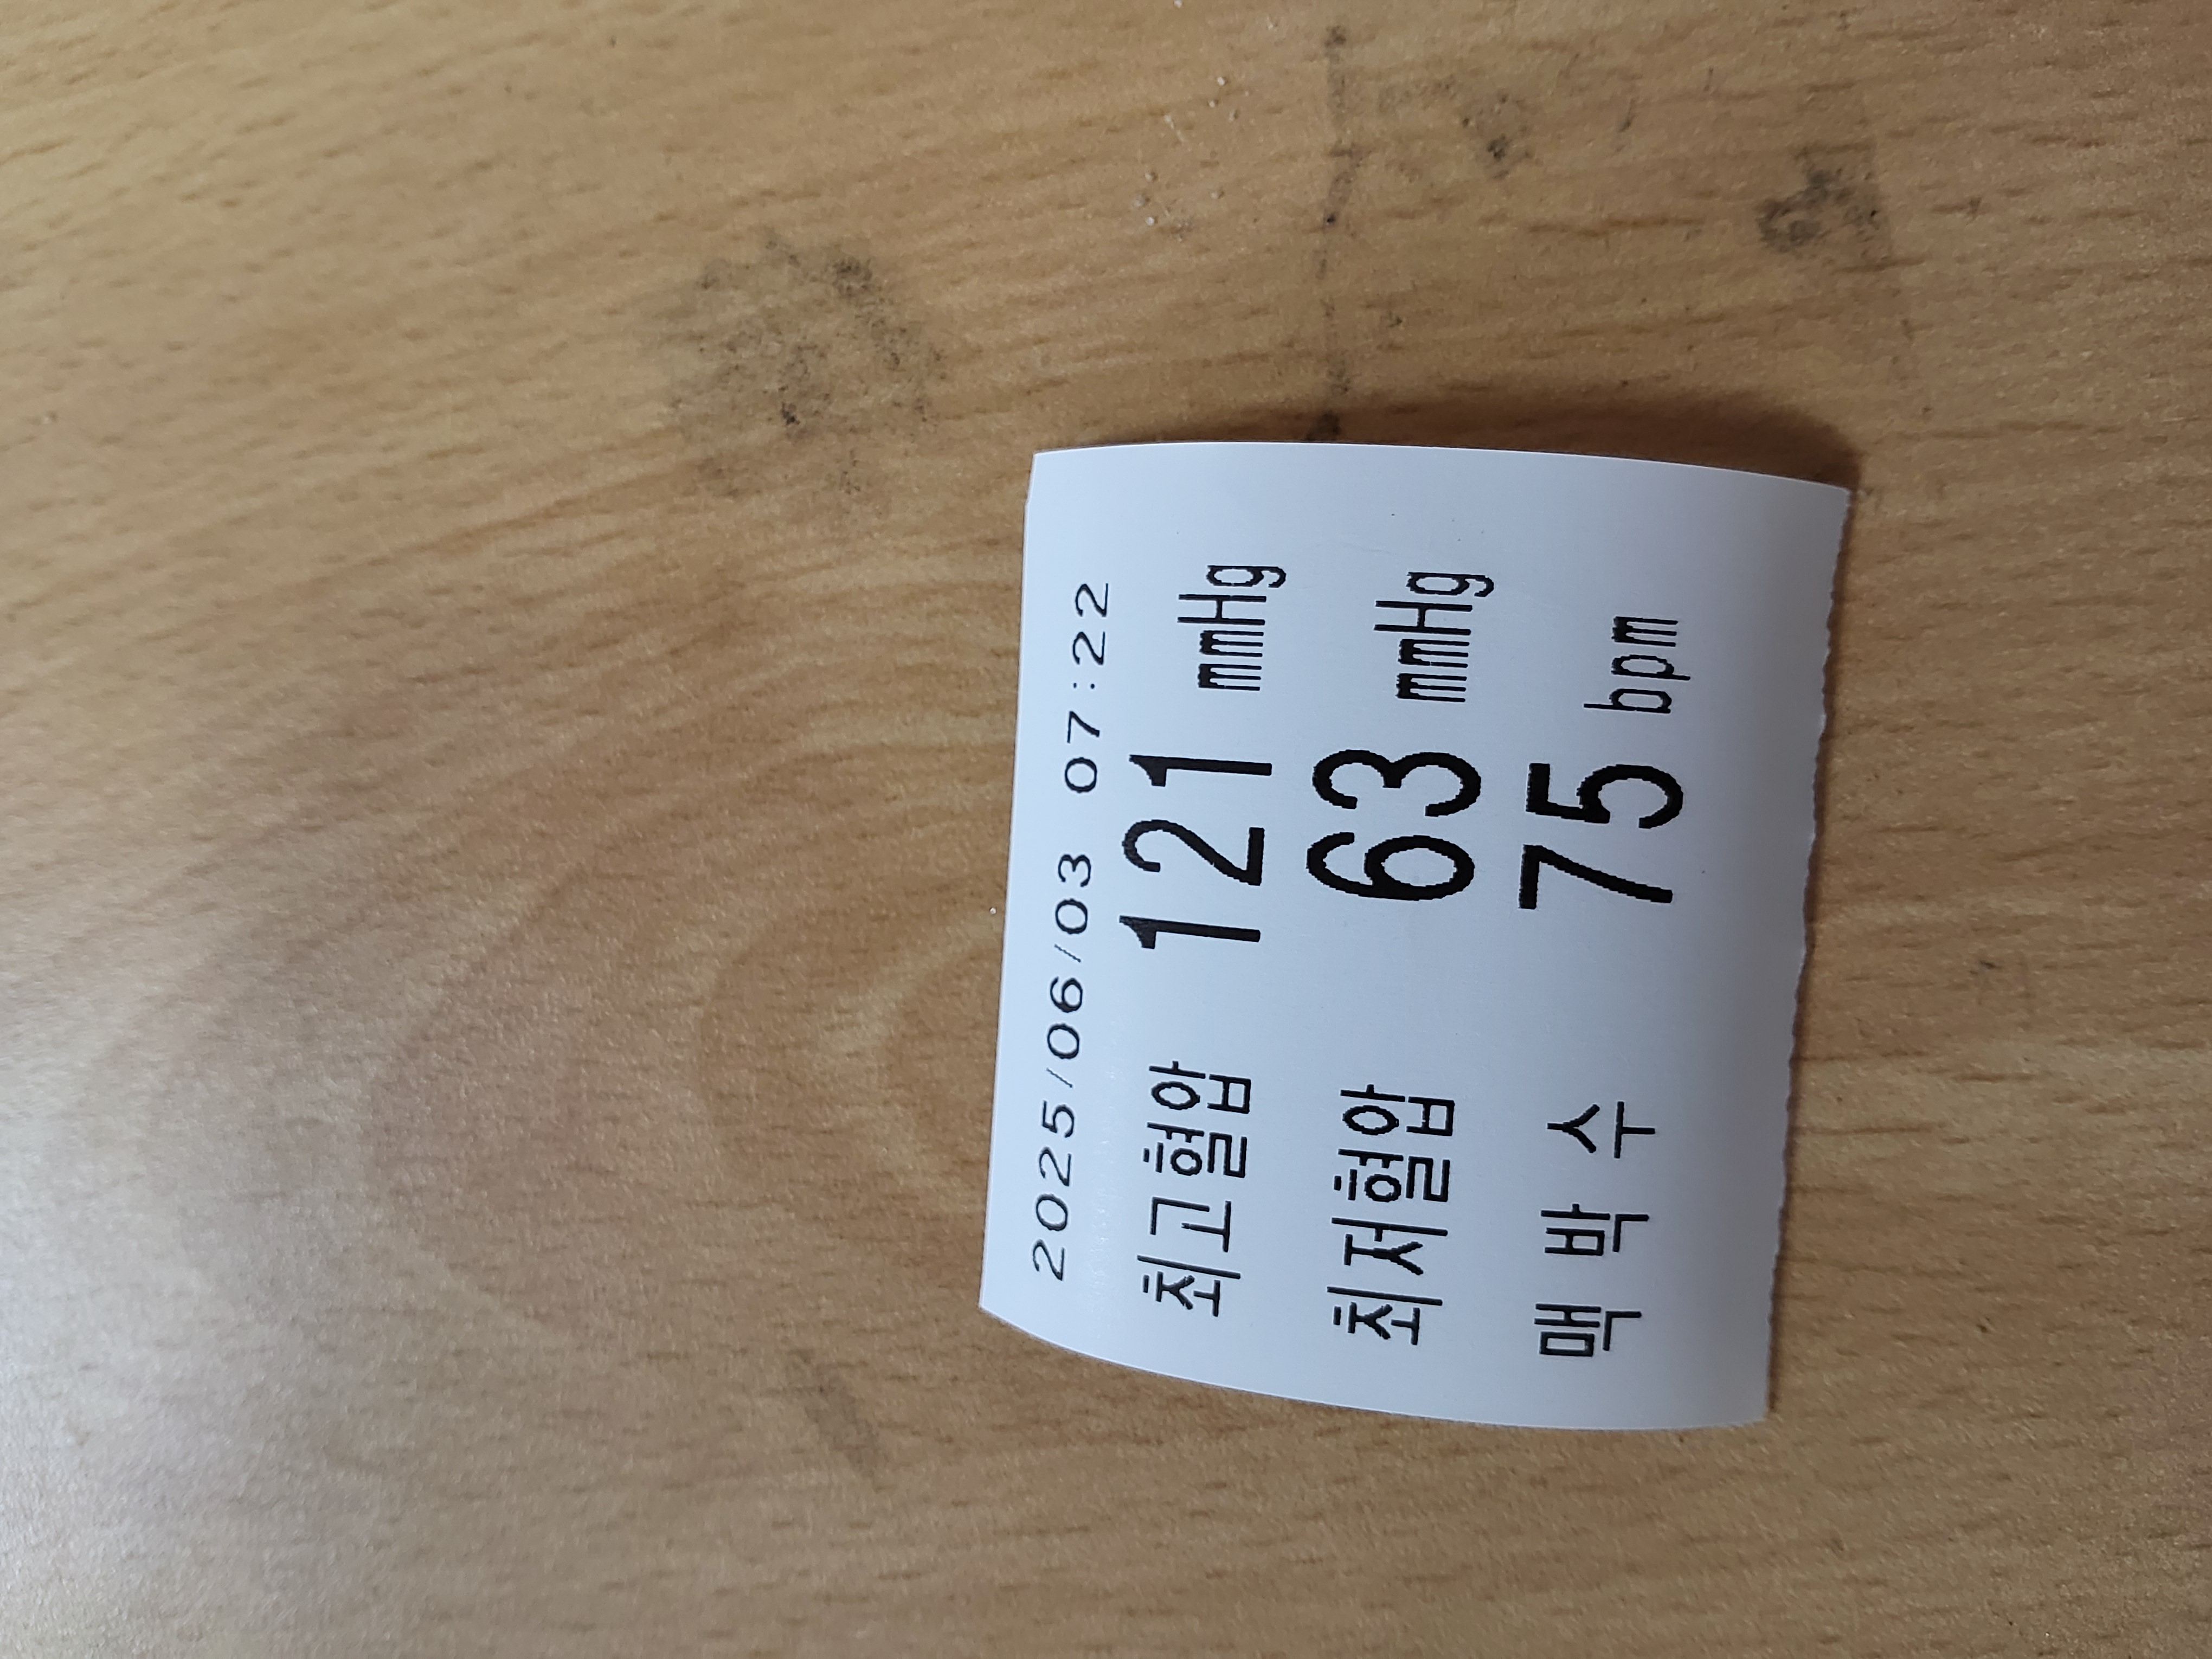 2025/06/03 07:22
최고혈압 121 mmHg
최저혈압 63 mmHg
맥 박 수 75 bpm